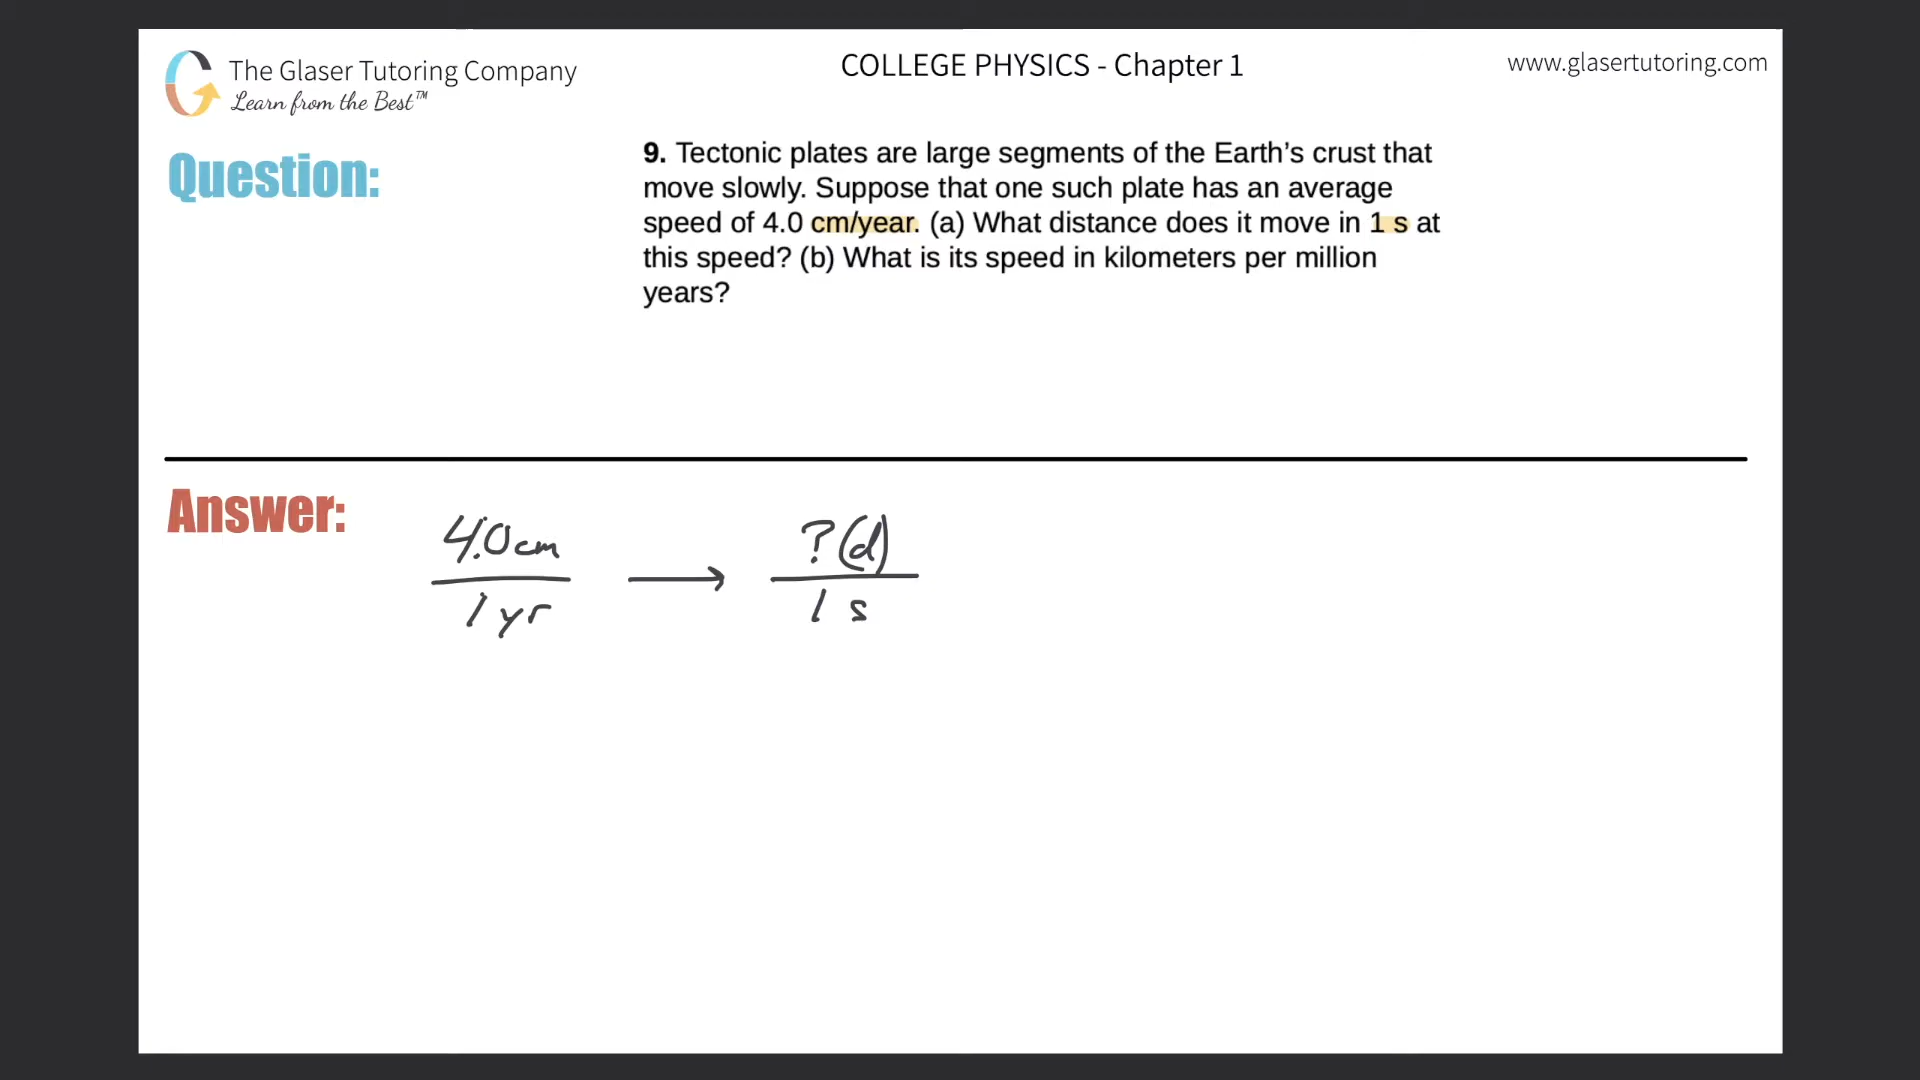 The Glaser Tutoring Company
Learn from the Best™
COLLEGE PHYSICS - Chapter 1
www.glasertutoring.com
Question:
9. Tectonic plates are large segments of the Earth's crust that
move slowly. Suppose that one such plate has an average
speed of 4.0 cm/year. (a) What distance does it move in 1 s at
this speed? (b) What is its speed in kilometers per million
years?
Answer:
4.0cm → ?(d)
1 yr 1 s